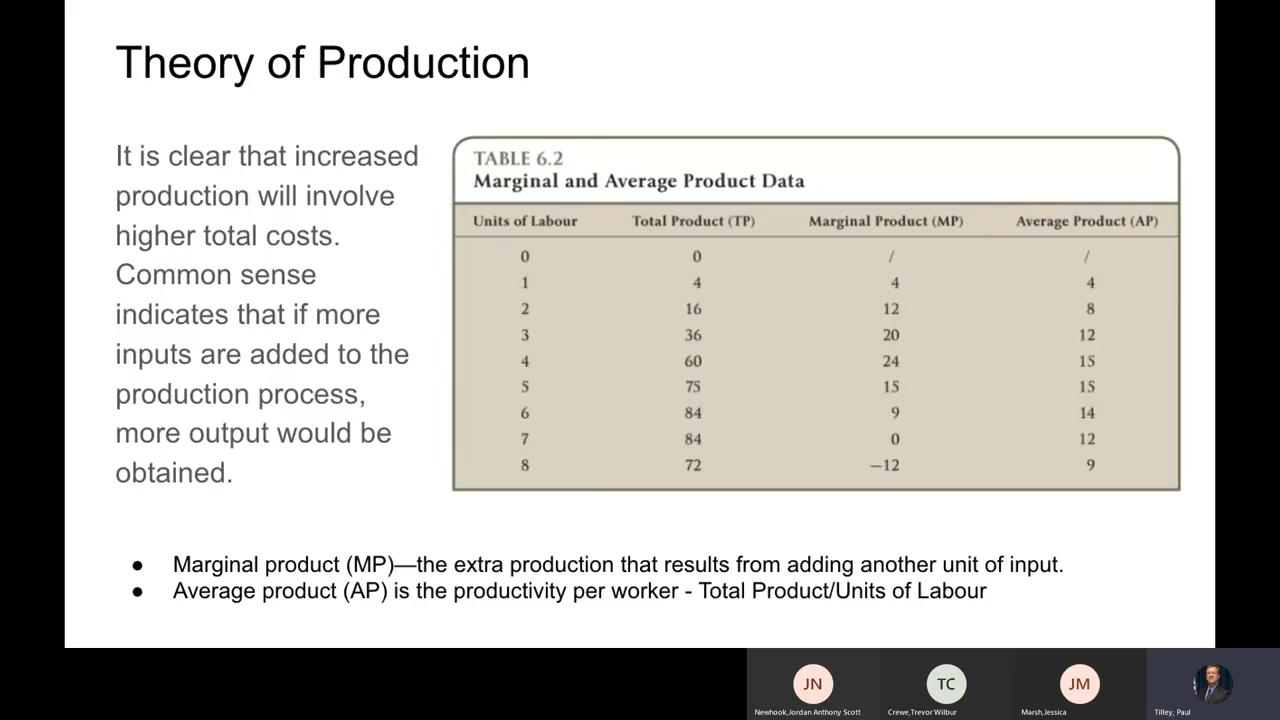 Theory of Production
It is clear that increased
production will involve
higher total costs.
Common sense
indicates that if more
inputs are added to the
production process,
more output would be
obtained.
TABLE 6.2
Marginal and Average Product Data
Units of Labour Total Product (TP) Marginal Product (MP) Average Product (AP)
0 0 / /
1 4 4 4
2 16 12 8
3 36 20 12
4 60 24 15
5 75 15 15
6 84 9 14
7 84 0 12
8 72 −12 9
● Marginal product (MP)—the extra production that results from adding another unit of input.
● Average product (AP) is the productivity per worker - Total Product/Units of Labour
JN TC JM
Newhook,Jordan Anthony Scott Crewe,Trevor Wilbur Marsh,Jessica Tilley, Paul